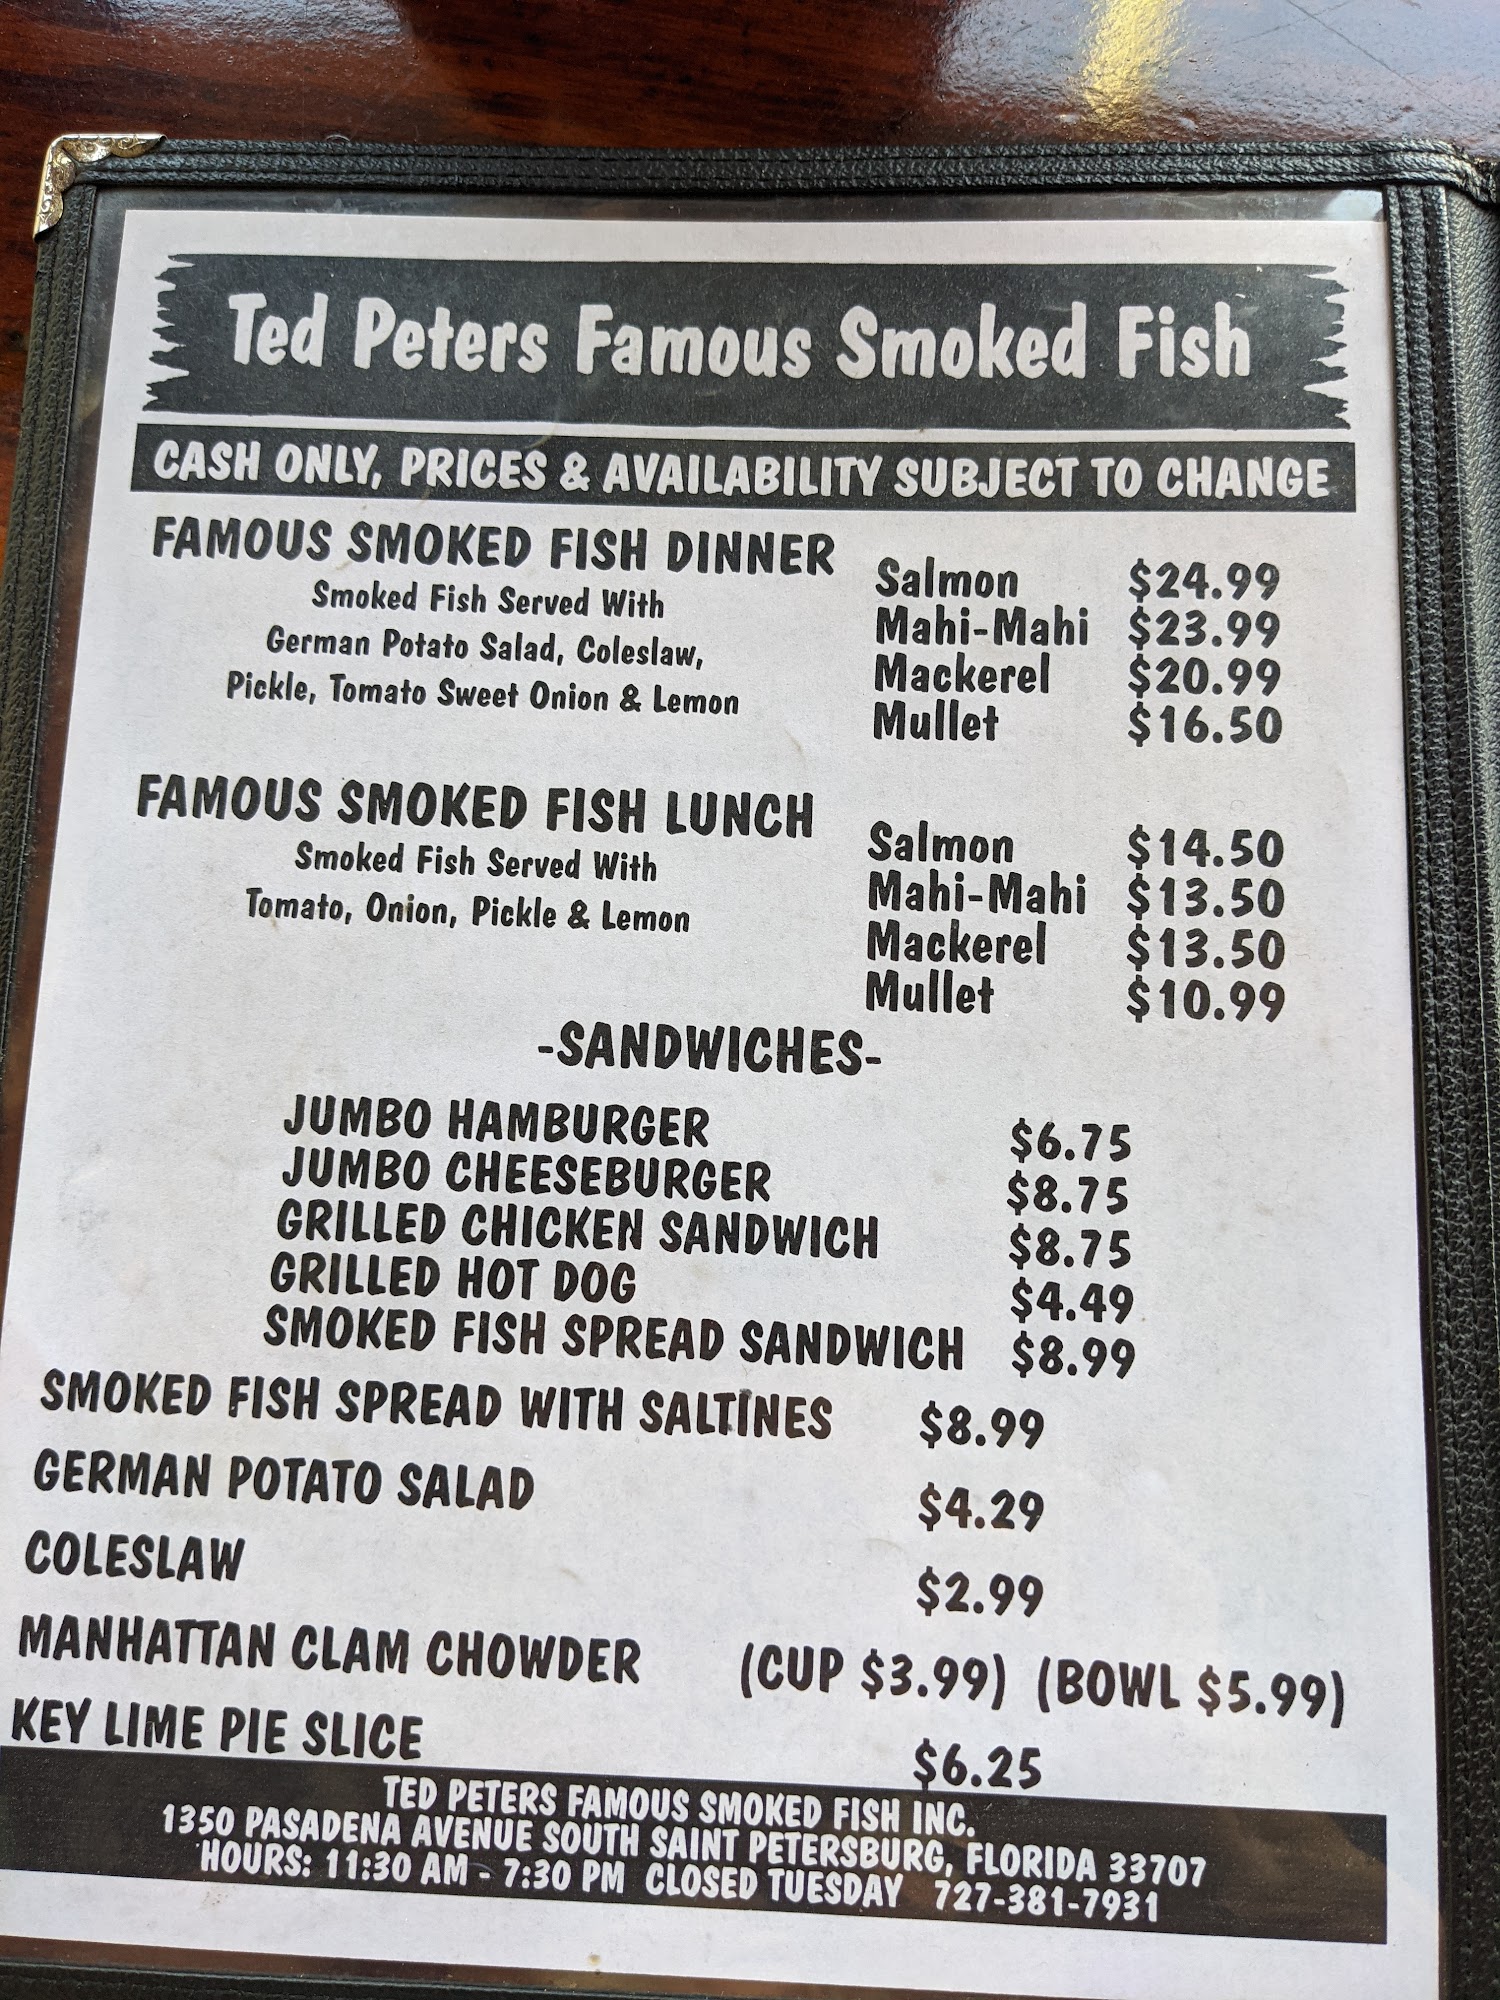 Ted Peters Famous Smoked Fish
CASH ONLY, PRICES & AVAILABILITY SUBJECT TO CHANGE
FAMOUS SMOKED FISH DINNER
Smoked Fish Served With
German Potato Salad, Coleslaw,
Pickle, Tomato Sweet Onion & Lemon
Salmon $24.99
Mahi-Mahi $23.99
Mackerel $20.99
Mullet $16.50
FAMOUS SMOKED FISH LUNCH
Smoked Fish Served With
Tomato, Onion, Pickle & Lemon
Salmon $14.50
Mahi-Mahi $13.50
Mackerel $13.50
Mullet $10.99
-SANDWICHES-
JUMBO HAMBURGER $6.75
JUMBO CHEESEBURGER $8.75
GRILLED CHICKEN SANDWICH $8.75
GRILLED HOT DOG $4.49
SMOKED FISH SPREAD SANDWICH $8.99
SMOKED FISH SPREAD WITH SALTINES $8.99
GERMAN POTATO SALAD $4.29
COLESLAW $2.99
MANHATTAN CLAM CHOWDER (CUP $3.99) (BOWL $5.99)
KEY LIME PIE SLICE $6.25
TED PETERS FAMOUS SMOKED FISH INC.
1350 PASADENA AVENUE SOUTH SAINT PETERSBURG, FLORIDA 33707
HOURS: 11:30 AM - 7:30 PM CLOSED TUESDAY 727-381-7931